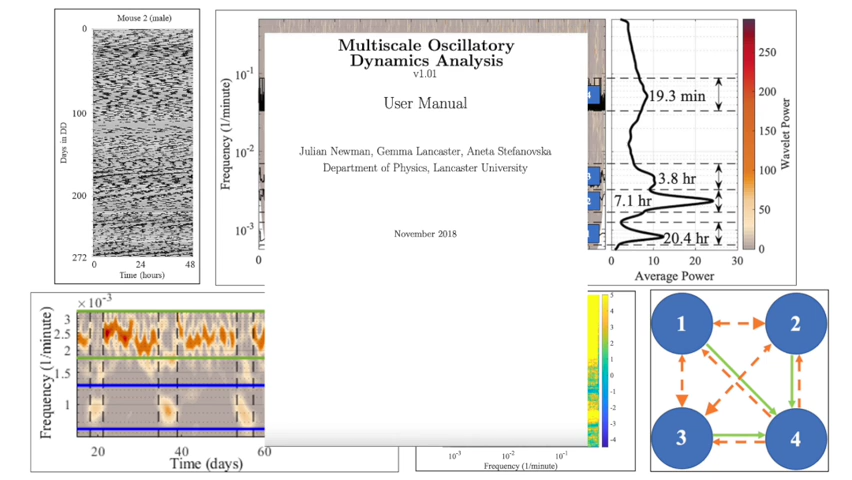 Mouse 2 (male)
0
100
200
272
Days in DD
0 24 48
Time (hours)
Frequency (1/minute)
10-1
10-2
10-3
0
Multiscale Oscillatory
Dynamics Analysis
v1.01
User Manual
Julian Newman, Gemma Lancaster, Aneta Stefanovska
Department of Physics, Lancaster University
November 2018
4
3
2
1
19.3 min
3.8 hr
7.1 hr
20.4 hr
0 10 20 30
Average Power
250
200
150
100
50
0
Wavelet Power
×10-3
3
2.5
2
1.5
1
Frequency (1/minute)
20 40 60
Time (days)
5
4
3
2
1
0
-1
-2
-3
-4
10-3 10-2 10-1
Frequency (1/minute)
1 2
3 4